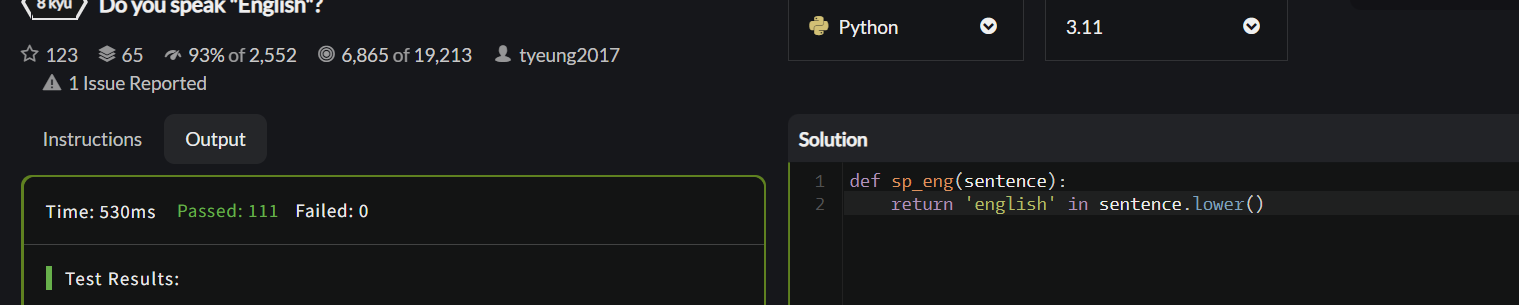 8 kyu Do you speak "English"?
123 65 93% of 2,552 6,865 of 19,213 tyeung2017
1 Issue Reported
Python 3.11
Instructions Output
Time: 530ms Passed: 111 Failed: 0
Test Results:
Solution
1 def sp_eng(sentence):
2     return 'english' in sentence.lower()